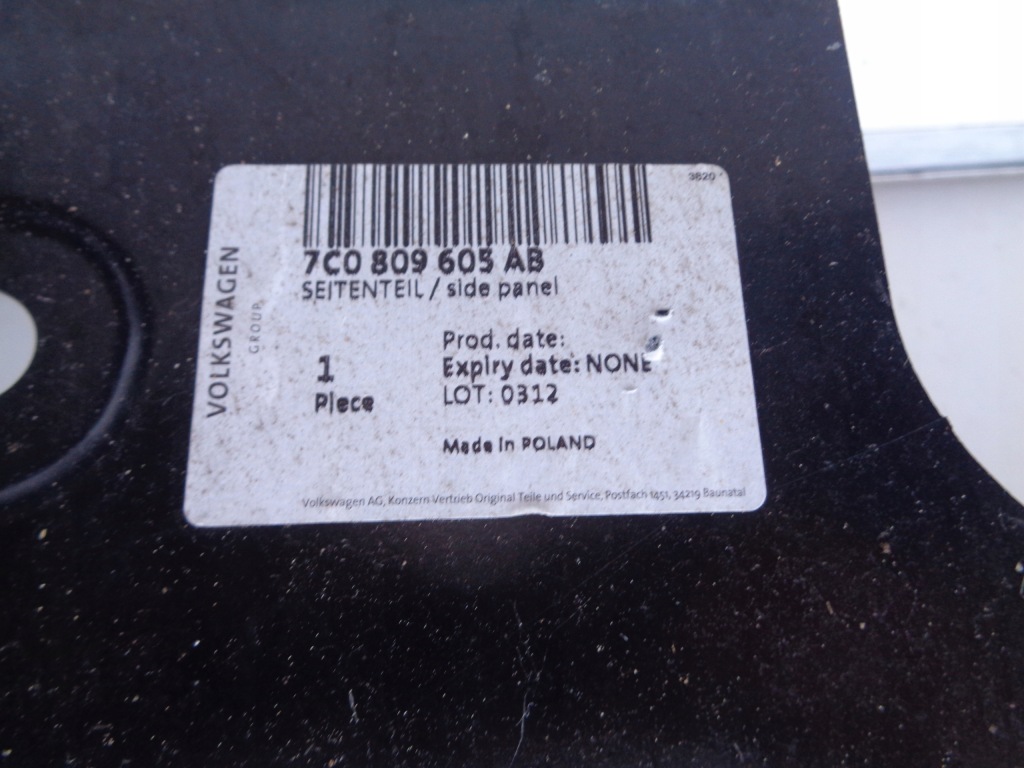 3820
7C0 809 605 AB
SEITENTEIL / side panel
VOLKSWAGEN
GROUP
1
Piece
Prod. date:
Expiry date: NONE
LOT: 0312
Made in POLAND
Volkswagen AG, Konzern Vertrieb Original Teile und Service, Postfach 1451, 34219 Baunatal